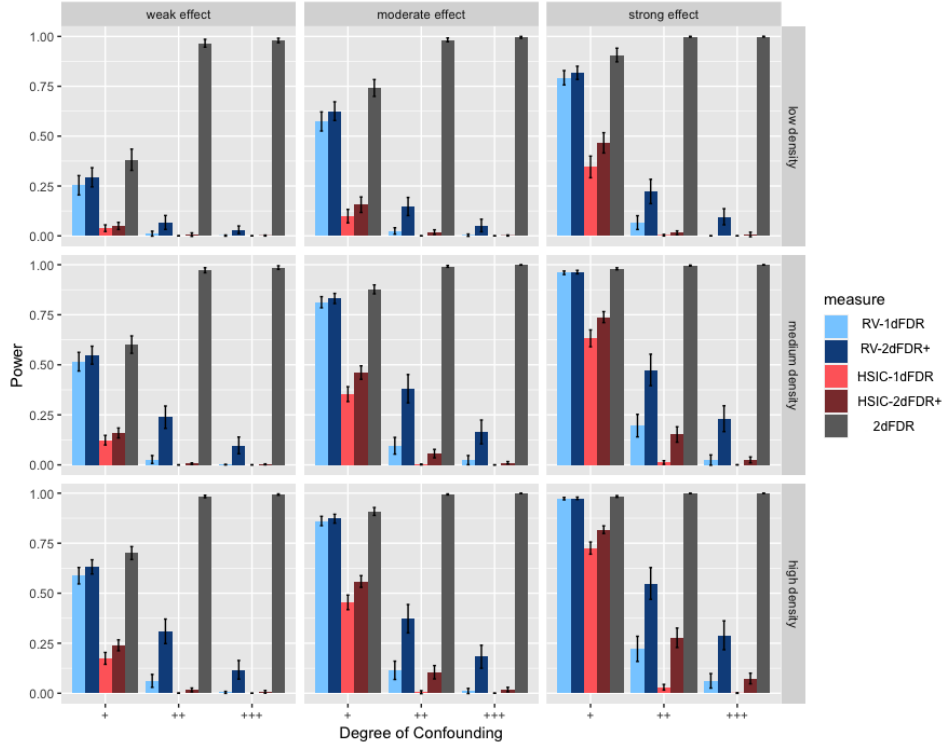 weak effect moderate effect strong effect
1.00
0.75
0.50
0.25
0.00
low density
1.00
0.75
0.50
0.25
0.00
medium density
1.00
0.75
0.50
0.25
0.00
high density
Power
+ ++ +++ + ++ +++ + ++ +++
Degree of Confounding
measure
RV-1dFDR
RV-2dFDR+
HSIC-1dFDR
HSIC-2dFDR+
2dFDR